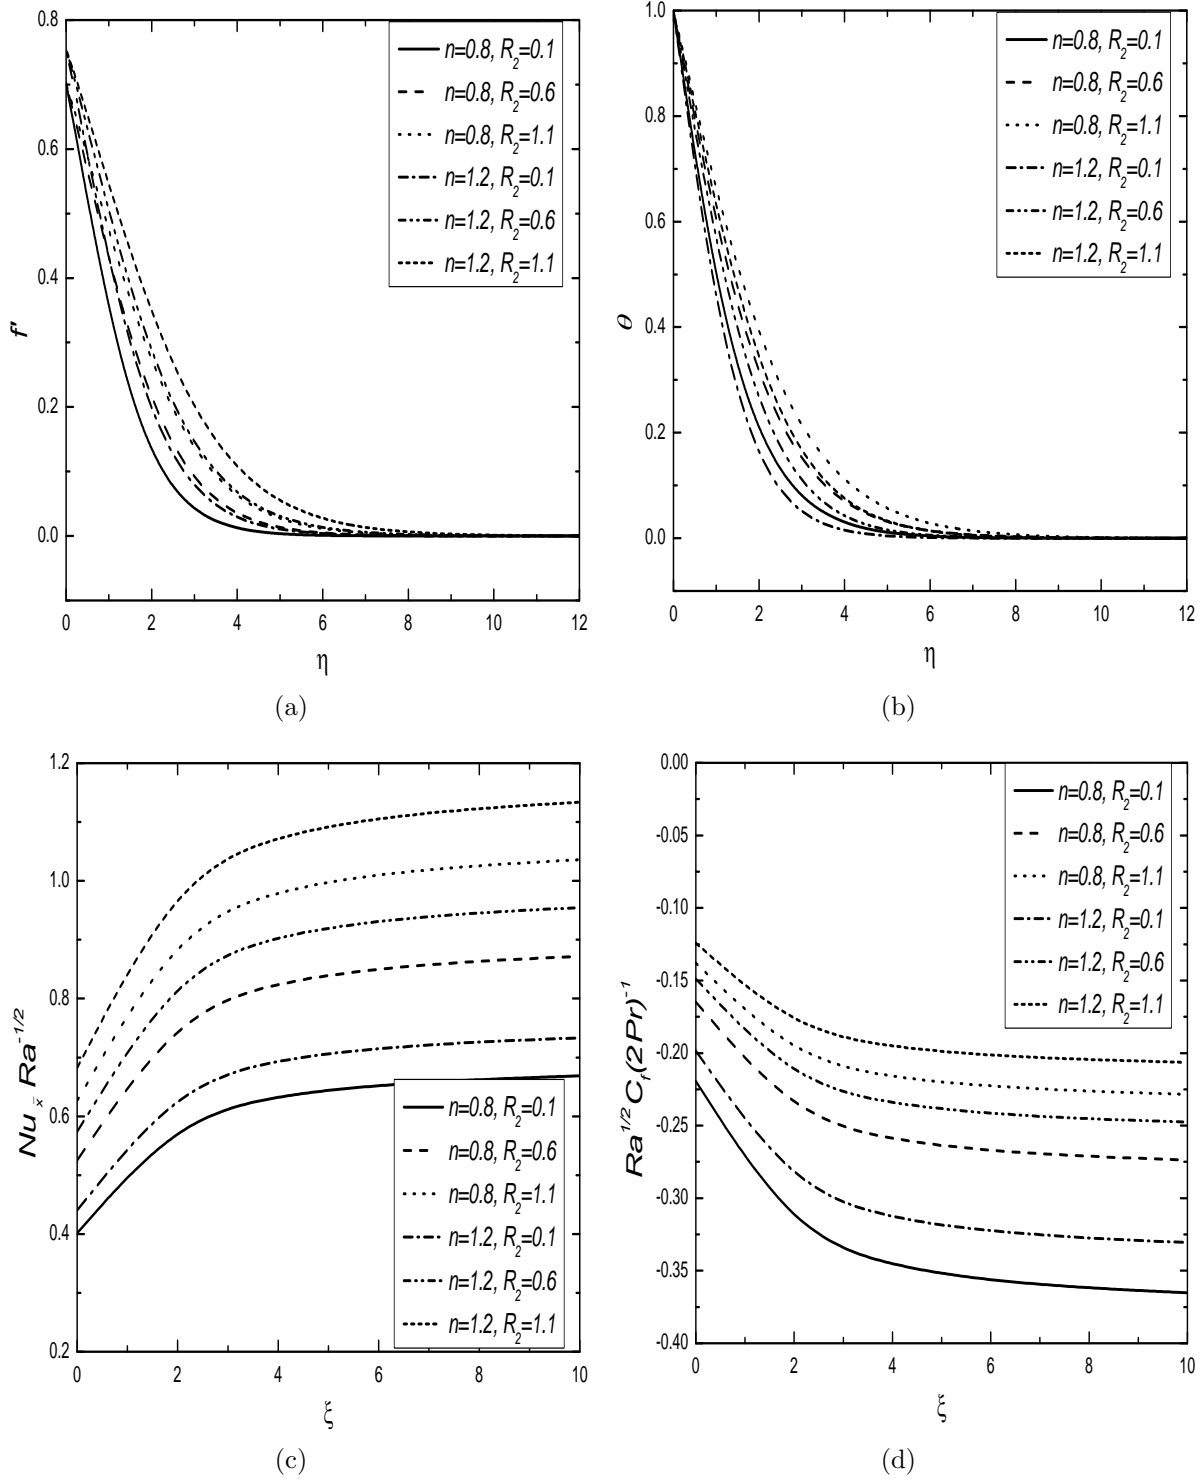 0.8
0.6
0.4
0.2
0.0
f'
0 2 4 6 8 10 12
η
n=0.8, R2=0.1
n=0.8, R2=0.6
n=0.8, R2=1.1
n=1.2, R2=0.1
n=1.2, R2=0.6
n=1.2, R2=1.1
(a)
1.0
0.8
0.6
0.4
0.2
0.0
θ
0 2 4 6 8 10 12
η
n=0.8, R2=0.1
n=0.8, R2=0.6
n=0.8, R2=1.1
n=1.2, R2=0.1
n=1.2, R2=0.6
n=1.2, R2=1.1
(b)
1.2
1.0
0.8
0.6
0.4
0.2
Nu_x̄ Ra^-1/2
0 2 4 6 8 10
ξ
n=0.8, R2=0.1
n=0.8, R2=0.6
n=0.8, R2=1.1
n=1.2, R2=0.1
n=1.2, R2=0.6
n=1.2, R2=1.1
(c)
0.00
-0.05
-0.10
-0.15
-0.20
-0.25
-0.30
-0.35
-0.40
Ra^1/2 C_f(2Pr)^-1
0 2 4 6 8 10
ξ
n=0.8, R2=0.1
n=0.8, R2=0.6
n=0.8, R2=1.1
n=1.2, R2=0.1
n=1.2, R2=0.6
n=1.2, R2=1.1
(d)